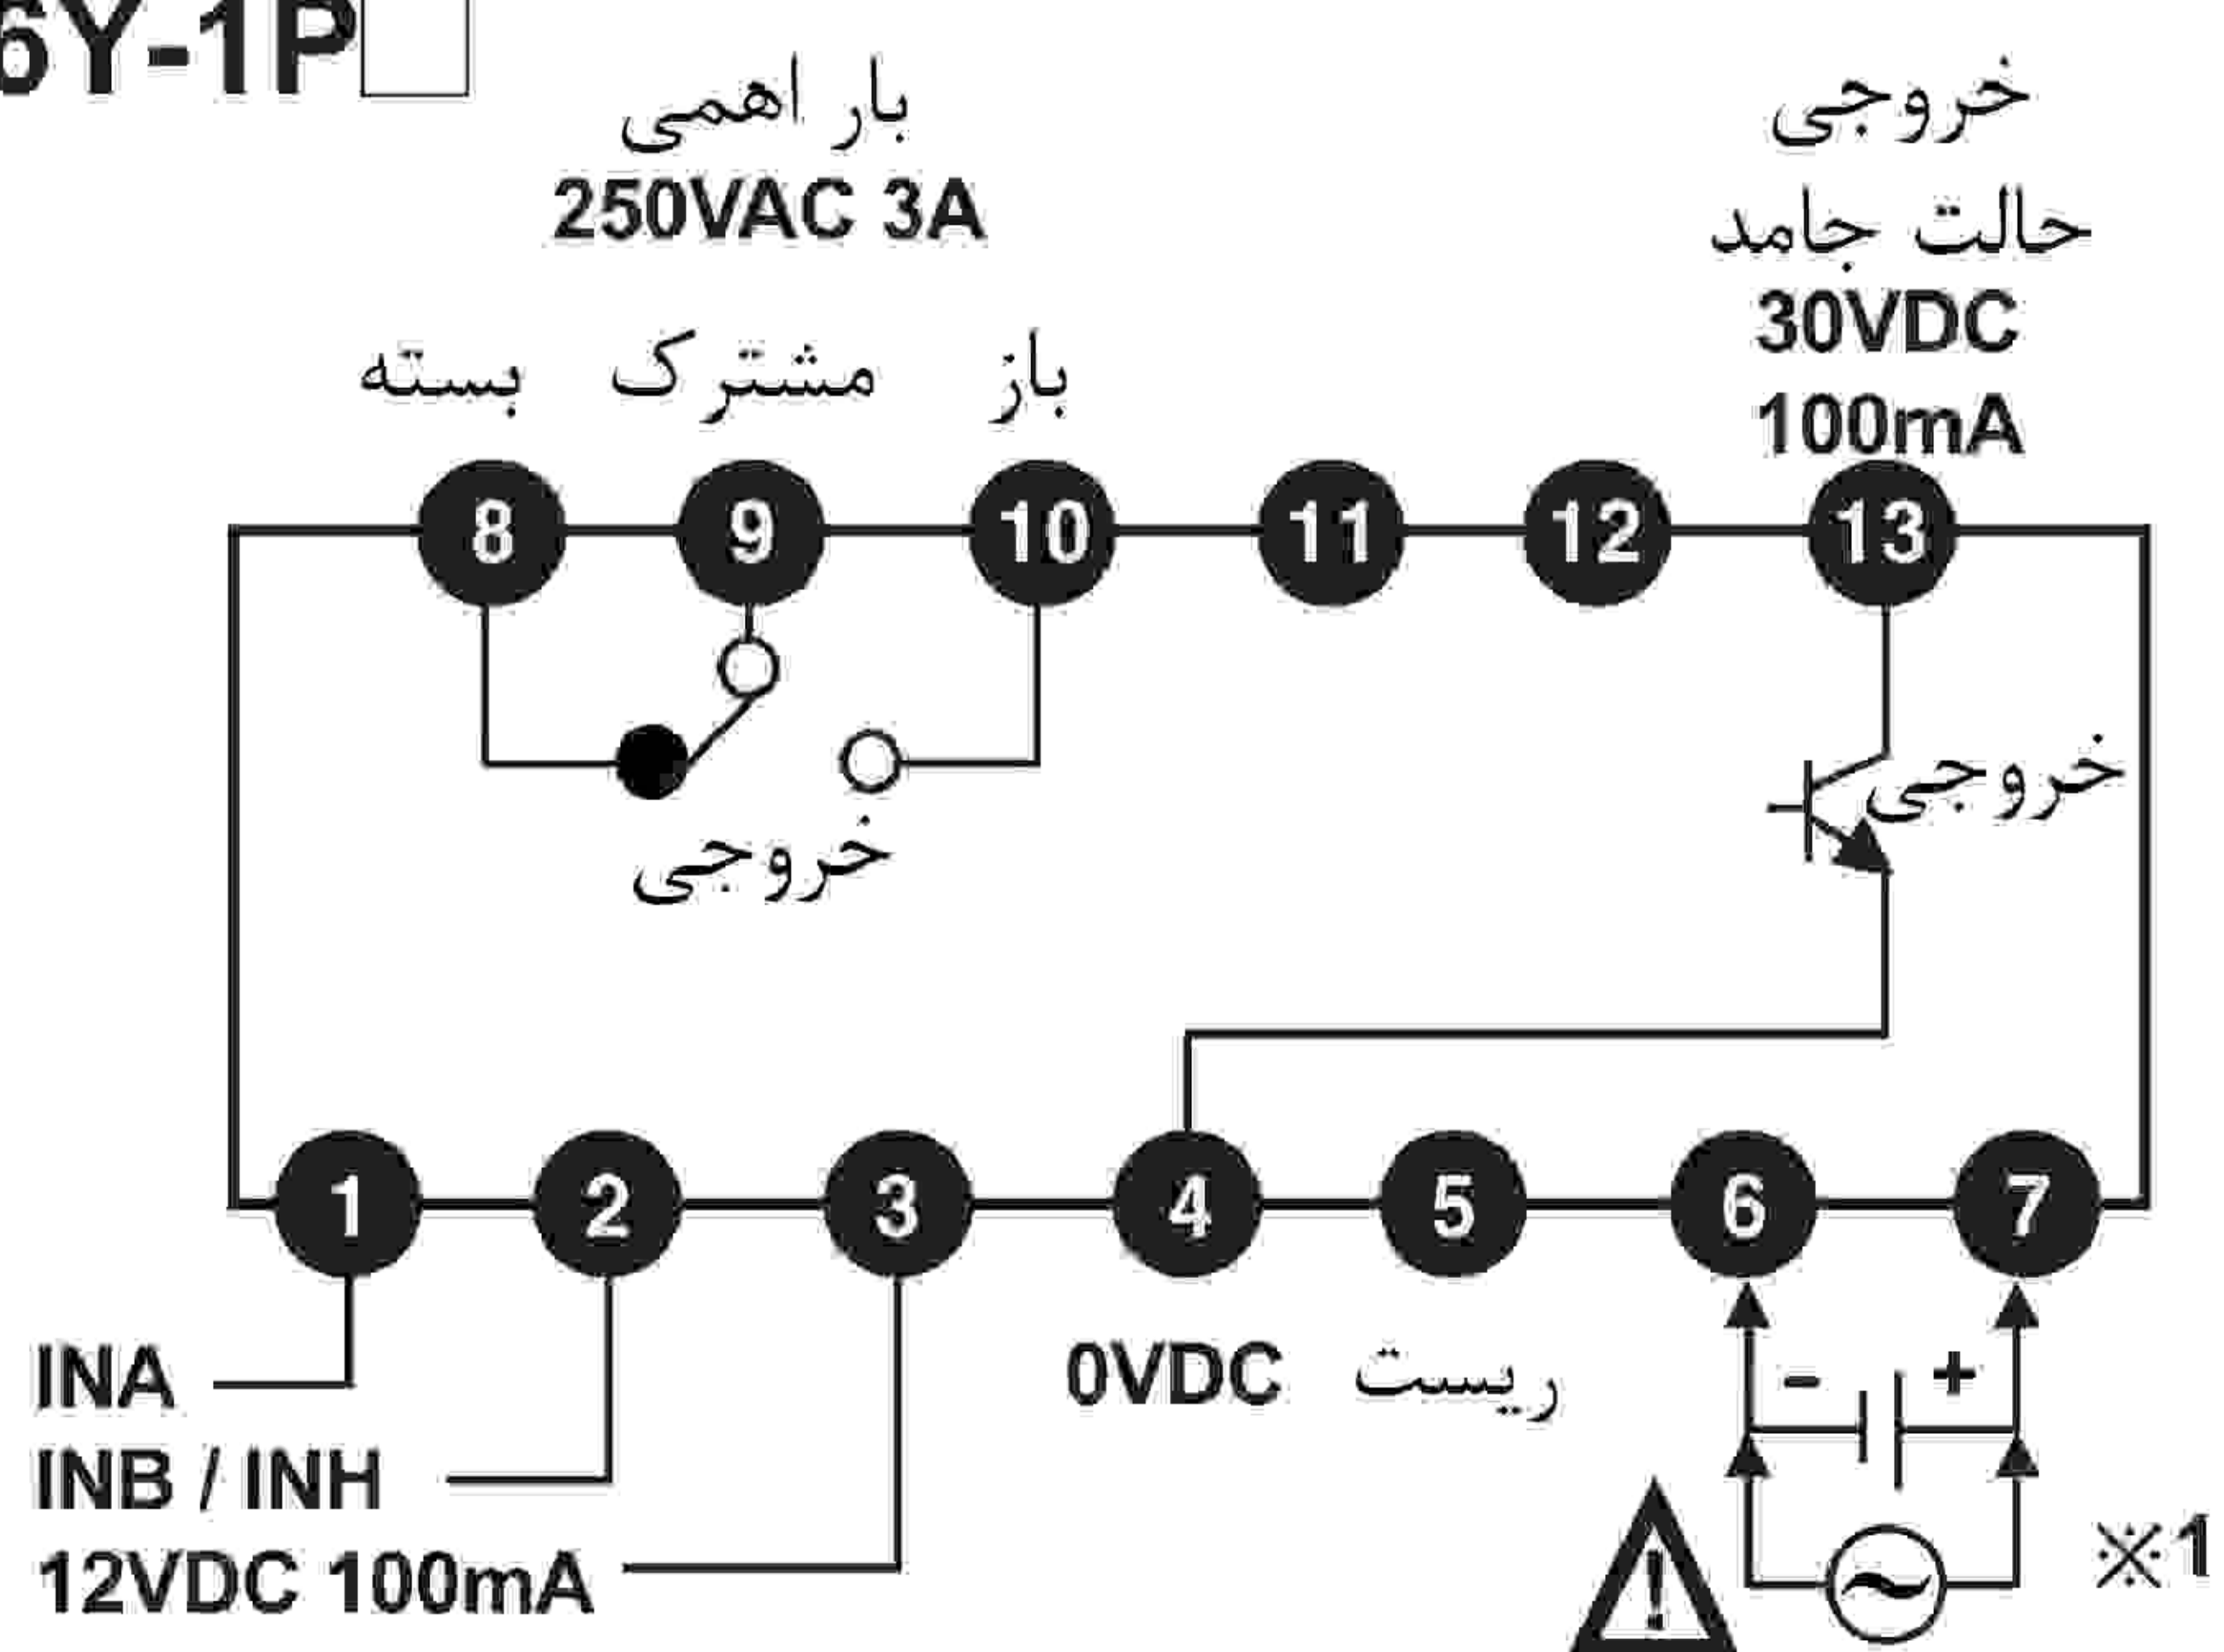 6Y-1P
بار اهمی
250VAC 3A
خروجی
حالت جامد
30VDC
100mA
بسته مشترک باز
8 9 10 11 12 13
خروجی
خروجی
1 2 3 4 5 6 7
INA
INB / INH
12VDC 100mA
0VDC ریست
- +
!
※1